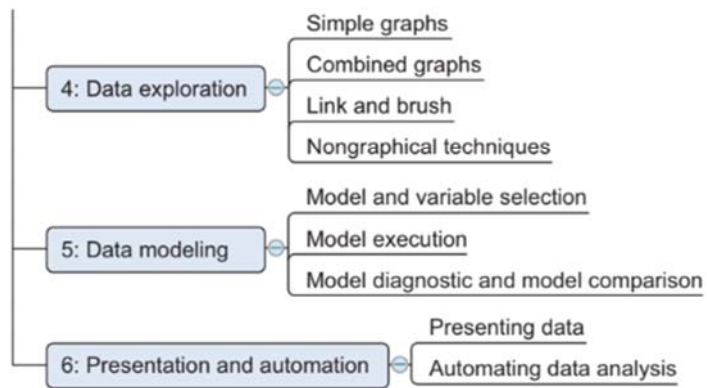 4: Data exploration
Simple graphs
Combined graphs
Link and brush
Nongraphical techniques
5: Data modeling
Model and variable selection
Model execution
Model diagnostic and model comparison
6: Presentation and automation
Presenting data
Automating data analysis